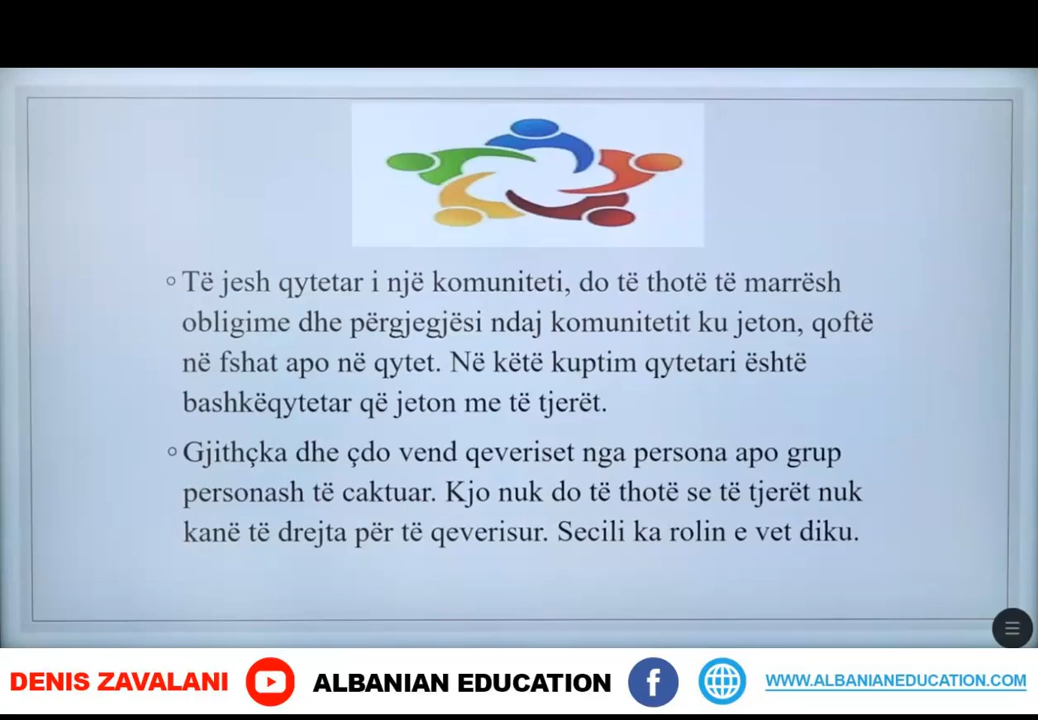 Të jesh qytetar i një komuniteti, do të thotë të marrësh
obligime dhe përgjegjësi ndaj komunitetit ku jeton, qoftë
në fshat apo në qytet. Në këtë kuptim qytetari është
bashkëqytetar që jeton me të tjerët.
Gjithçka dhe çdo vend qeveriset nga persona apo grup
personash të caktuar. Kjo nuk do të thotë se të tjerët nuk
kanë të drejta për të qeverisur. Secili ka rolin e vet diku.
DENIS ZAVALANI ALBANIAN EDUCATION WWW.ALBANIANEDUCATION.COM